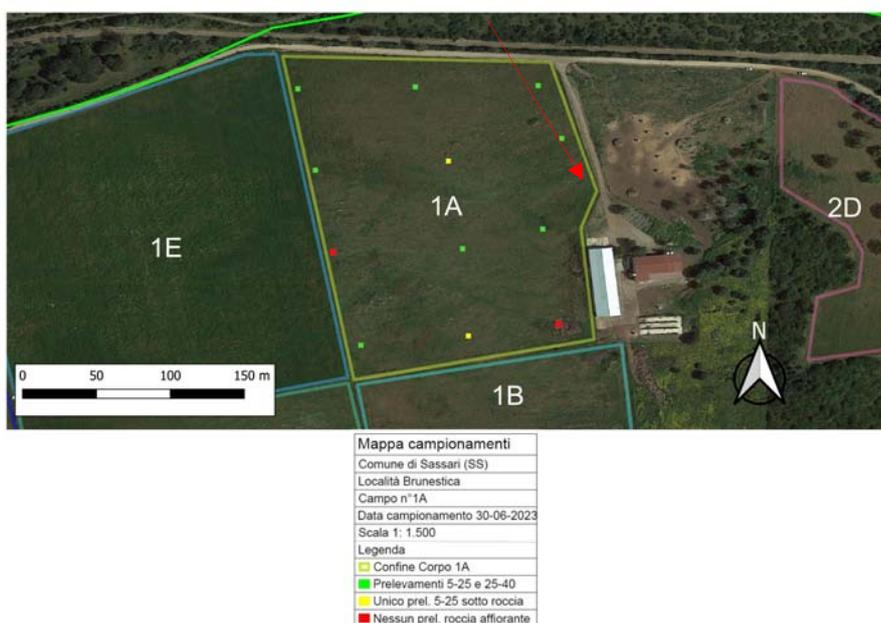 1E
1A
2D
1B
0 50 100 150 m
N
Mappa campionamenti
Comune di Sassari (SS)
Località Brunestica
Campo n°1A
Data campionamento 30-06-2023
Scala 1: 1.500
Legenda
Confine Corpo 1A
Prelevamenti 5-25 e 25-40
Unico prel. 5-25 sotto roccia
Nessun prel. roccia affiorante